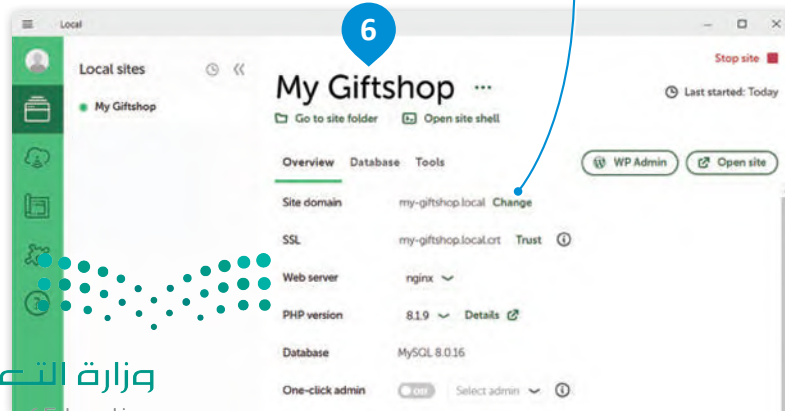 Local
6
Stop site
Local sites
My Giftshop ...
Last started: Today
My Giftshop
Go to site folder Open site shell
Overview Database Tools
WP Admin Open site
Site domain my-giftshop.local Change
SSL my-giftshop.local.crt Trust
Web server nginx
PHP version 8.1.9 Details
Database MySQL 8.0.16
One-click admin off Select admin
وزارة